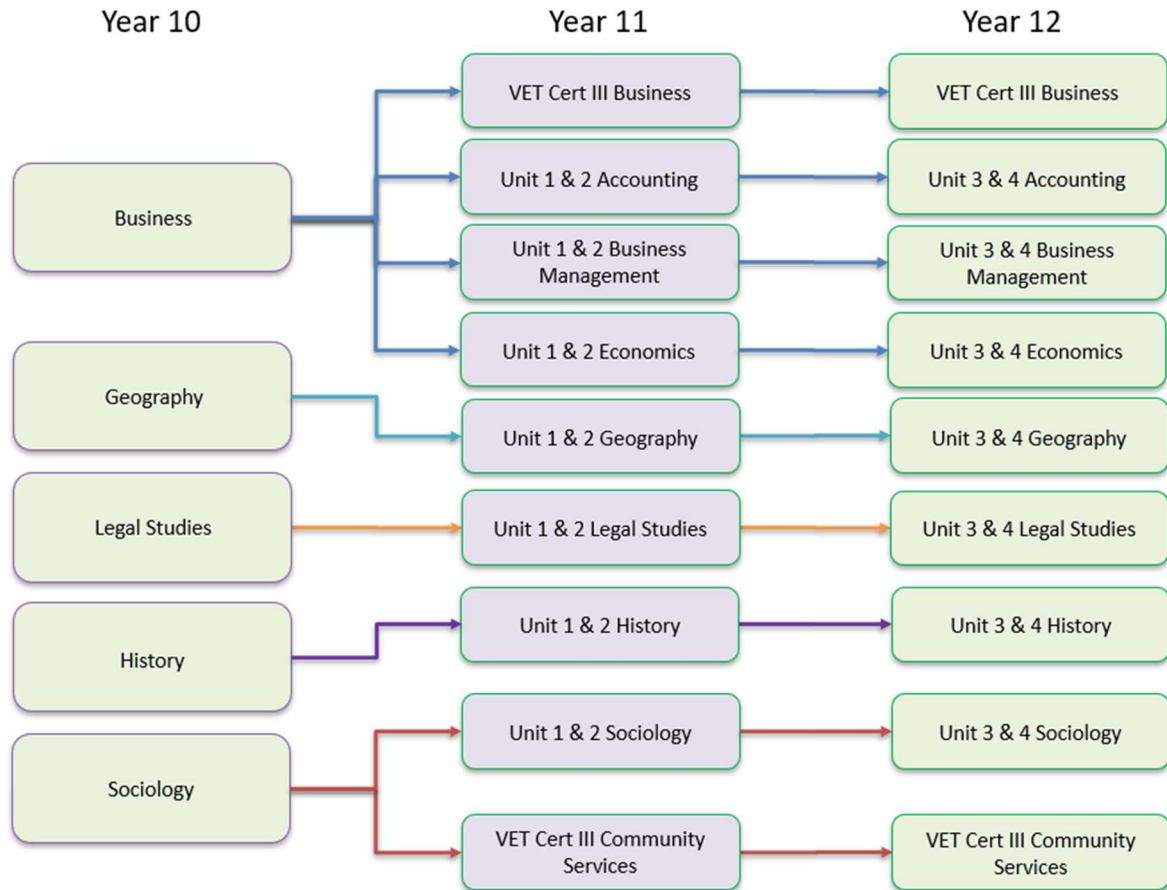 Year 10
Year 11
Year 12
VET Cert III Business
VET Cert III Business
Business
Unit 1 & 2 Accounting
Unit 3 & 4 Accounting
Unit 1 & 2 Business
Management
Unit 3 & 4 Business
Management
Unit 1 & 2 Economics
Unit 3 & 4 Economics
Geography
Unit 1 & 2 Geography
Unit 3 & 4 Geography
Legal Studies
Unit 1 & 2 Legal Studies
Unit 3 & 4 Legal Studies
History
Unit 1 & 2 History
Unit 3 & 4 History
Sociology
Unit 1 & 2 Sociology
Unit 3 & 4 Sociology
VET Cert III Community
Services
VET Cert III Community
Services